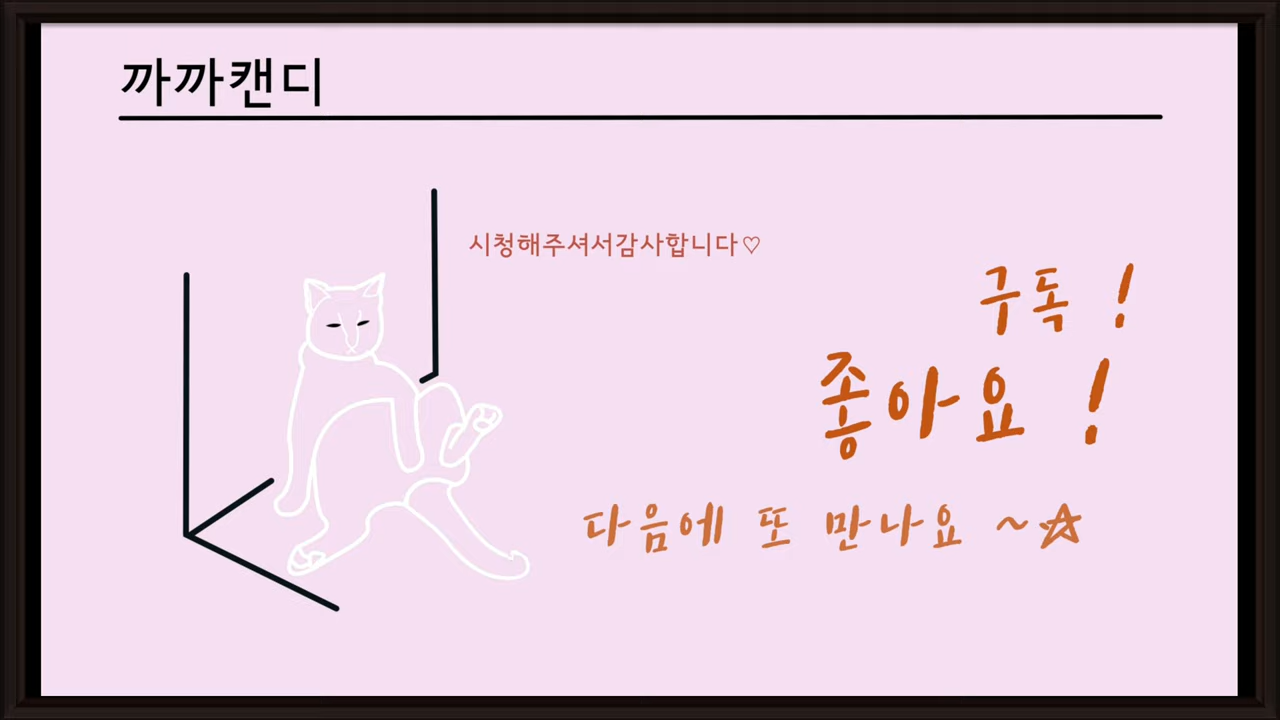 까까캔디
시청해주셔서감사합니다♡
구독 !
좋아요 !
다음에 또 만나요 ~☆